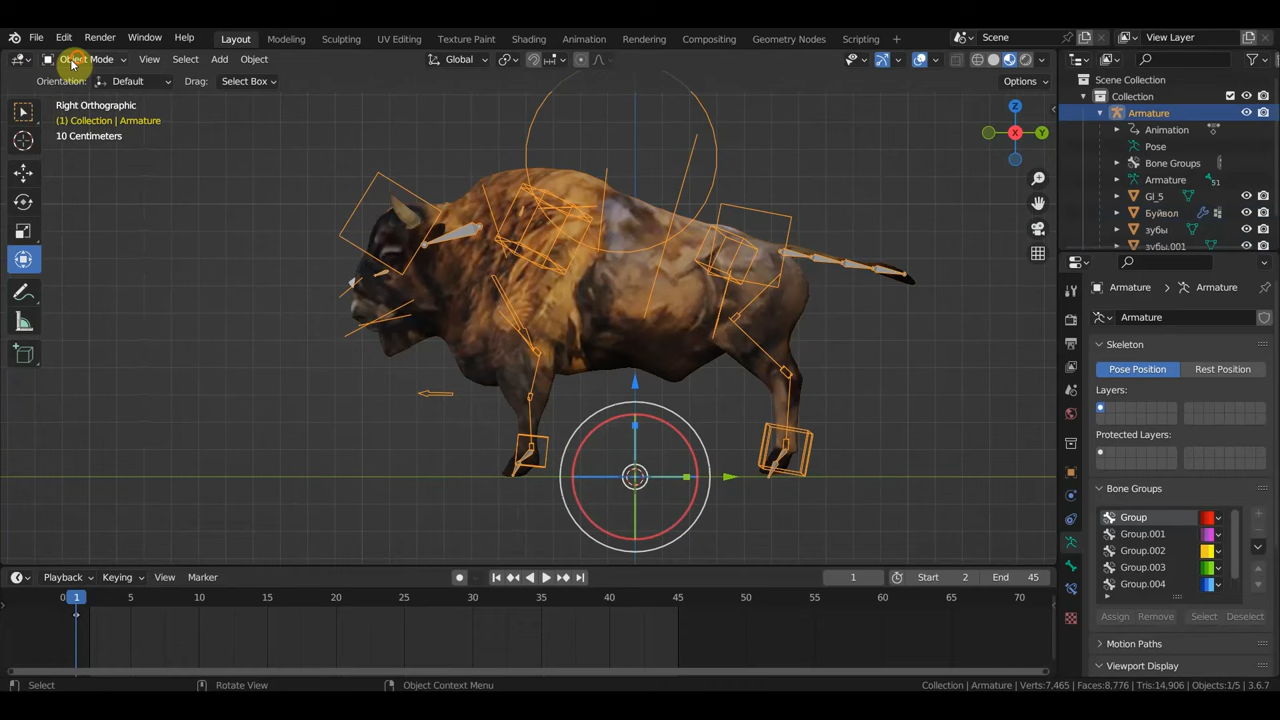 File Edit Render Window Help Layout Modeling Sculpting UV Editing Texture Paint Shading Animation Rendering Compositing Geometry Nodes Scripting Scene View Layer
Object Mode View Select Add Object Global
Orientation: Default Drag: Select Box Options
Right Orthographic
(1) Collection | Armature
10 Centimeters
Z
X
Y
Scene Collection
Collection
Armature
Animation
Pose
Bone Groups
Armature 51
Gl_5
Буйвол
зубы
зубы.001
Armature Armature
Armature
Skeleton
Pose Position Rest Position
Layers:
Protected Layers:
Bone Groups
Group
Group.001
Group.002
Group.003
Group.004
Assign Remove Select Deselect
Motion Paths
Viewport Display
Playback Keying View Marker 1 Start 2 End 45
0 1 5 10 15 20 25 30 35 40 45 50 55 60 65 70
Select Rotate View Object Context Menu Collection | Armature Verts:7,465 | Faces:8,776 | Tris:14,906 | Objects:1/5 | 3.6.7